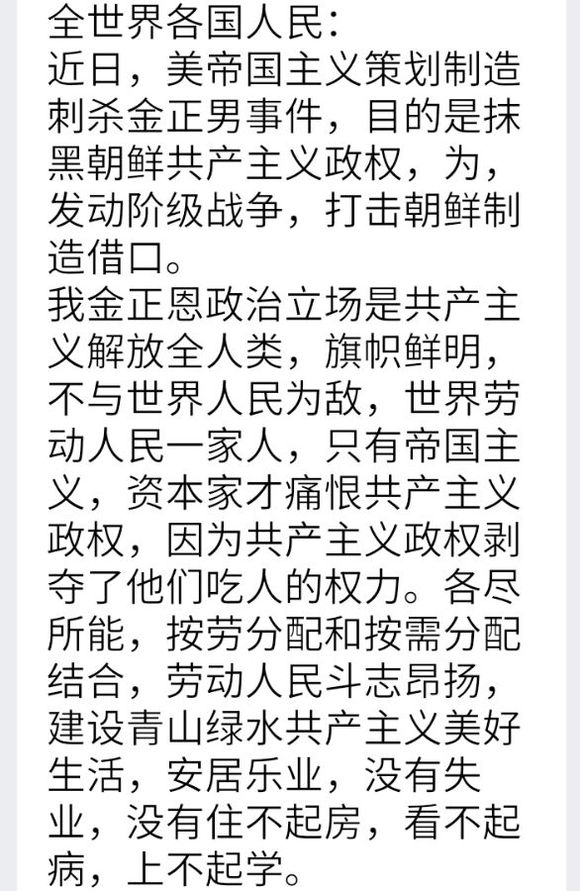 全世界各国人民：
近日，美帝国主义策划制造
刺杀金正男事件，目的是抹
黑朝鲜共产主义政权，为，
发动阶级战争，打击朝鲜制
造借口。
我金正恩政治立场是共产主
义解放全人类，旗帜鲜明，
不与世界人民为敌，世界劳
动人民一家人，只有帝国主
义，资本家才痛恨共产主义
政权，因为共产主义政权剥
夺了他们吃人的权力。各尽
所能，按劳分配和按需分配
结合，劳动人民斗志昂扬，
建设青山绿水共产主义美好
生活，安居乐业，没有失
业，没有住不起房，看不起
病，上不起学。